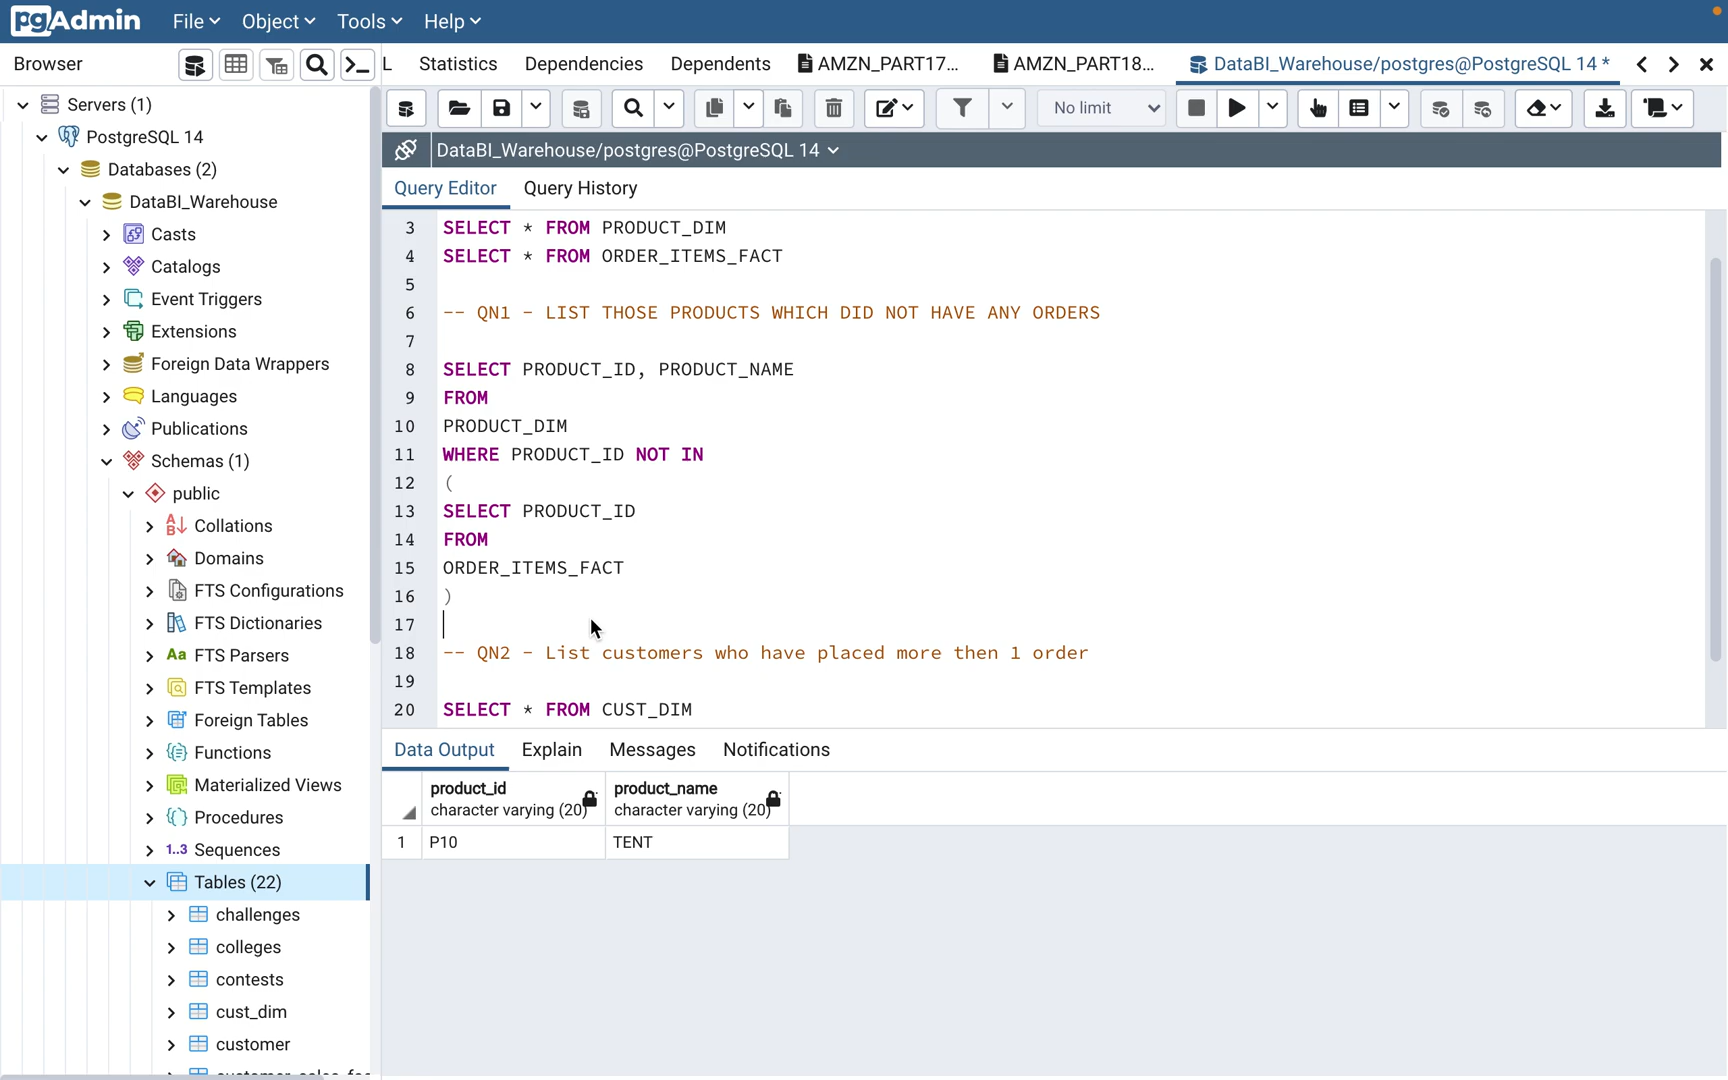 pgAdmin File Object Tools Help
Browser
L Statistics Dependencies Dependents AMZN_PART17... AMZN_PART18... DataBI_Warehouse/postgres@PostgreSQL 14 *
No limit
DataBI_Warehouse/postgres@PostgreSQL 14
Query Editor Query History
Servers (1)
PostgreSQL 14
Databases (2)
DataBI_Warehouse
Casts
Catalogs
Event Triggers
Extensions
Foreign Data Wrappers
Languages
Publications
Schemas (1)
public
Collations
Domains
FTS Configurations
FTS Dictionaries
Aa FTS Parsers
FTS Templates
Foreign Tables
Functions
Materialized Views
Procedures
1..3 Sequences
Tables (22)
challenges
colleges
contests
cust_dim
customer
3 SELECT * FROM PRODUCT_DIM
4 SELECT * FROM ORDER_ITEMS_FACT
5
6 -- QN1 - LIST THOSE PRODUCTS WHICH DID NOT HAVE ANY ORDERS
7
8 SELECT PRODUCT_ID, PRODUCT_NAME
9 FROM
10 PRODUCT_DIM
11 WHERE PRODUCT_ID NOT IN
12 (
13 SELECT PRODUCT_ID
14 FROM
15 ORDER_ITEMS_FACT
16 )
17
18 -- QN2 - List customers who have placed more then 1 order
19
20 SELECT * FROM CUST_DIM
Data Output Explain Messages Notifications
product_id product_name
character varying (20) character varying (20)
1 P10 TENT